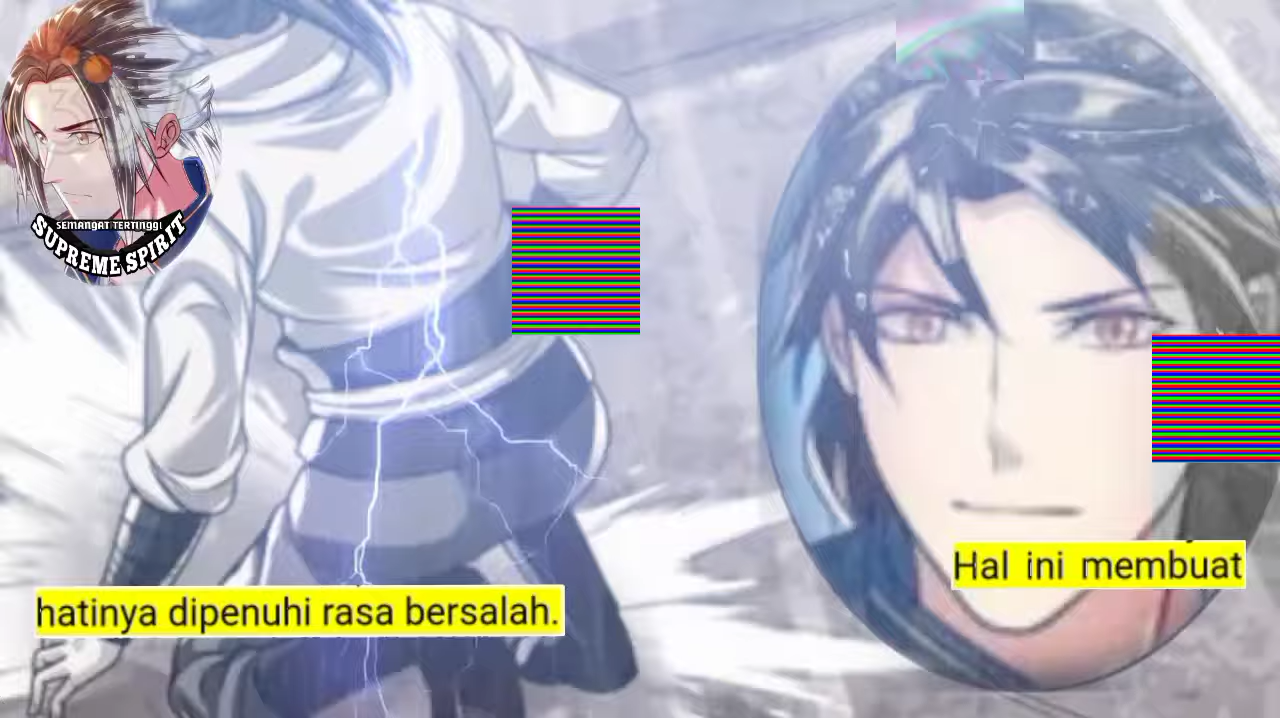 SEMANGAT TERTINGGI
SUPREME SPIRIT
Hal ini membuat
hatinya dipenuhi rasa bersalah.